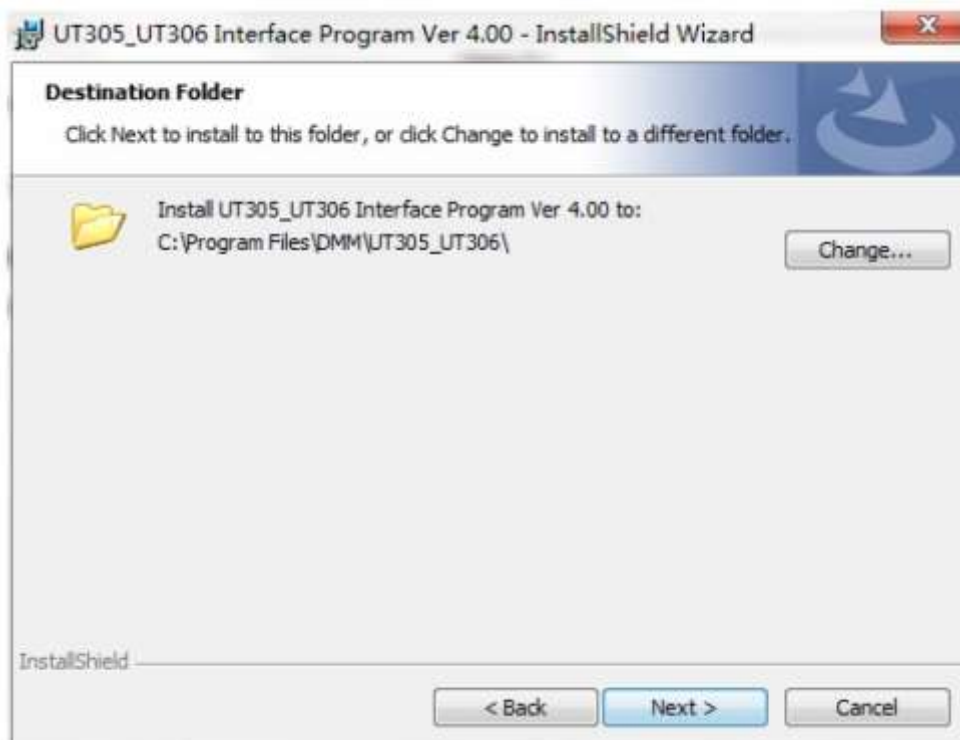 UT305_UT306 Interface Program Ver 4.00 - InstallShield Wizard
Destination Folder
Click Next to install to this folder, or click Change to install to a different folder.
Install UT305_UT306 Interface Program Ver 4.00 to:
C:\Program Files\DMM\UT305_UT306\
Change...
InstallShield
< Back
Next >
Cancel